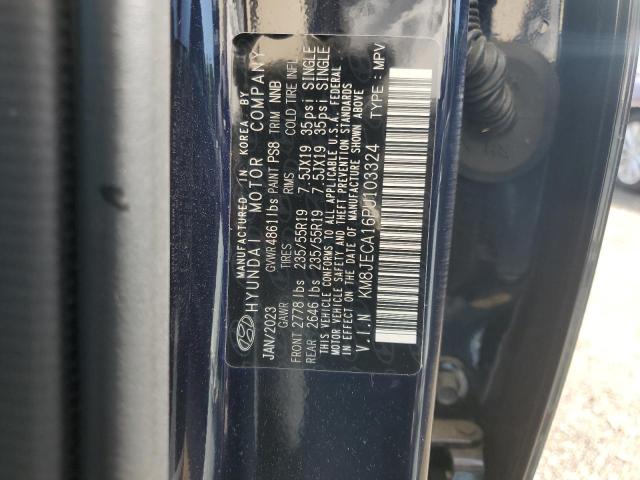 MANUFACTURED IN KOREA BY
HYUNDAI MOTOR COMPANY
JAN/2023 GVWR 4861 lbs PAINT PS8 TRIM NNB
GAWR TIRES RIMS COLD TIRE INFL.
FRONT 2778 lbs 235/55R19 7.5JX19 35psi SINGLE
REAR 2646 lbs 235/55R19 7.5JX19 35psi SINGLE
THIS VEHICLE CONFORMS TO ALL APPLICABLE U.S.A. FEDERAL
MOTOR VEHICLE SAFETY AND THEFT PREVENTION STANDARDS
IN EFFECT ON THE DATE OF MANUFACTURE SHOWN ABOVE
V.I.N KM8JECA16PU103324 TYPE : MPV